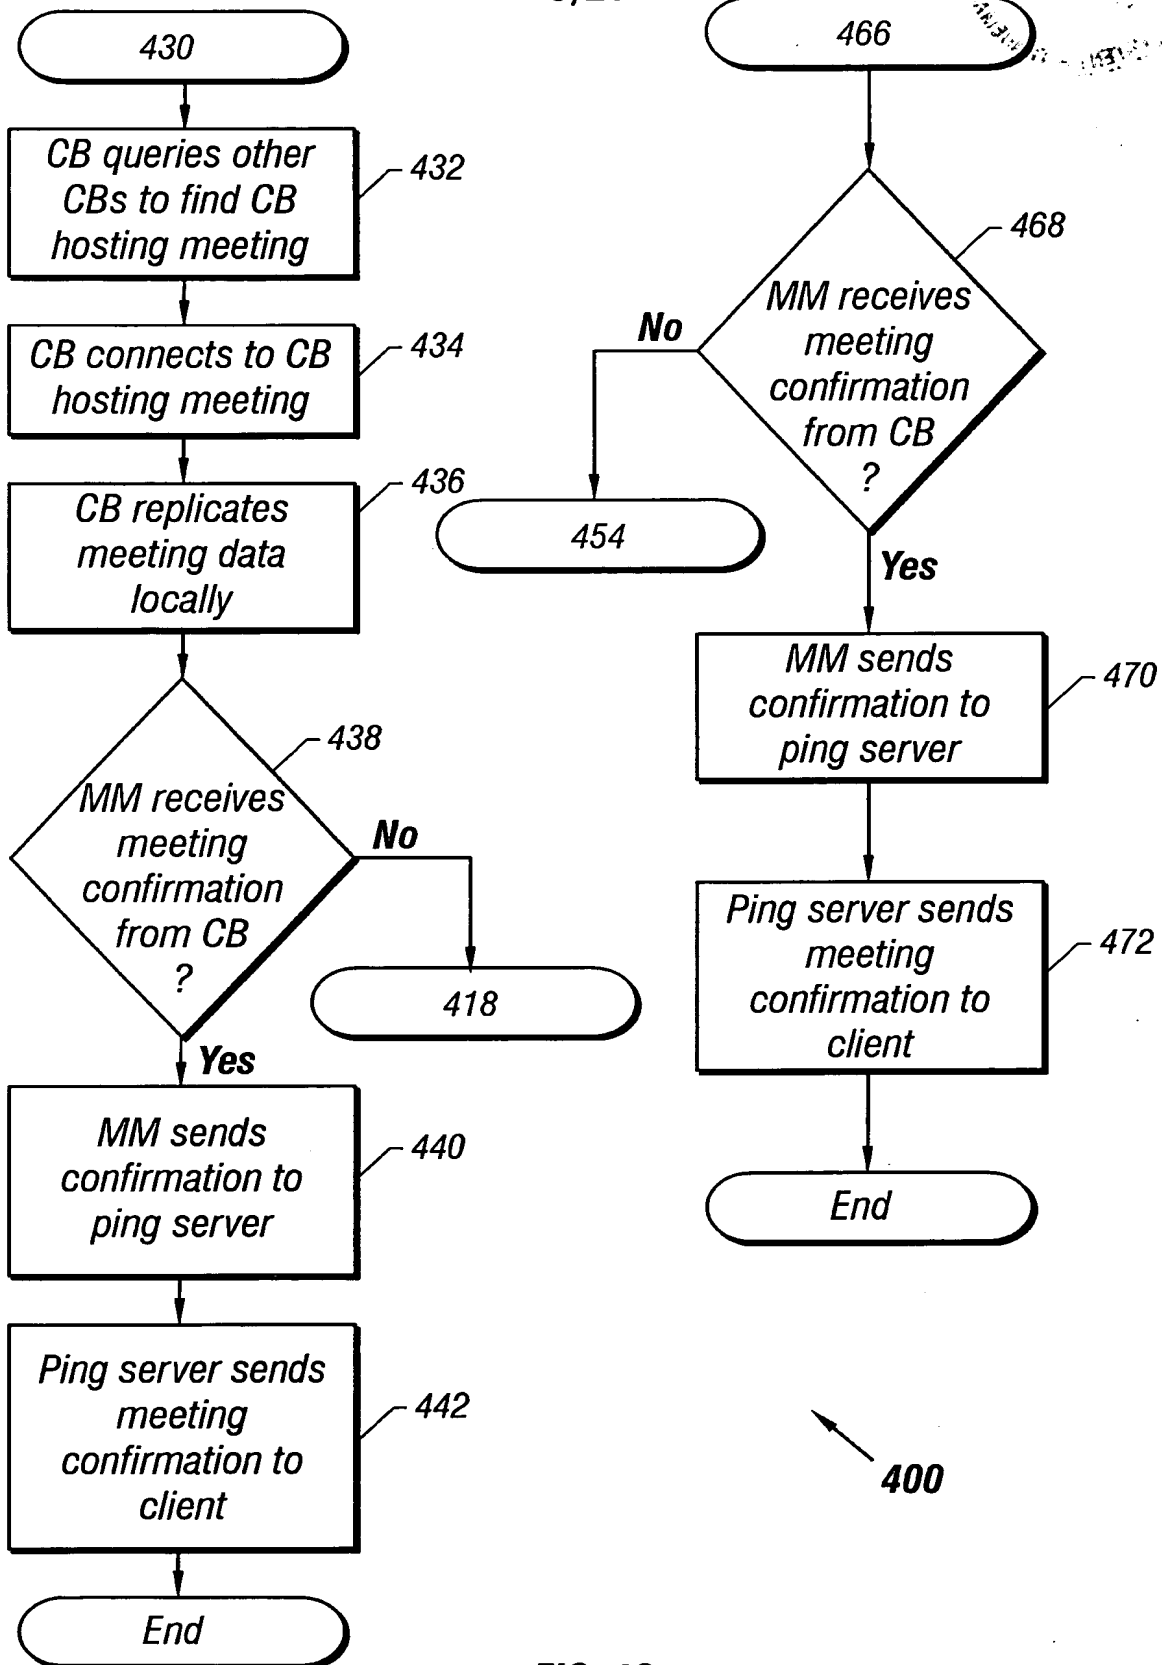 430
CB queries other
CBs to find CB
hosting meeting
432
CB connects to CB
hosting meeting
434
CB replicates
meeting data
locally
436
MM receives
meeting
confirmation
from CB
?
438
No
418
Yes
MM sends
confirmation to
ping server
440
Ping server sends
meeting
confirmation to
client
442
End
466
MM receives
meeting
confirmation
from CB
?
468
No
454
Yes
MM sends
confirmation to
ping server
470
Ping server sends
meeting
confirmation to
client
472
End
400